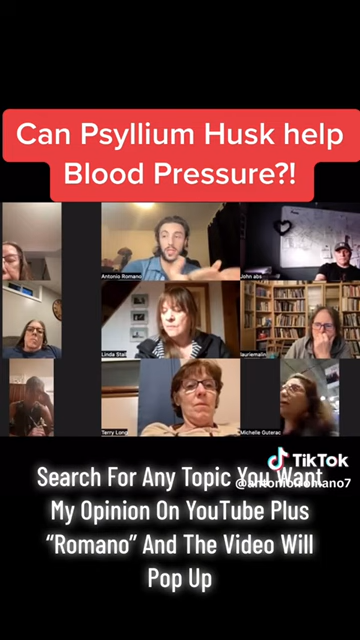 Can Psyllium Husk help
Blood Pressure?!
Antonio Romano
John abs
Linda Stall
lauriemalin
Terry Long
Michelle Guterac
TikTok
@antonioromano7
Search For Any Topic You Want
My Opinion On YouTube Plus
“Romano” And The Video Will
Pop Up